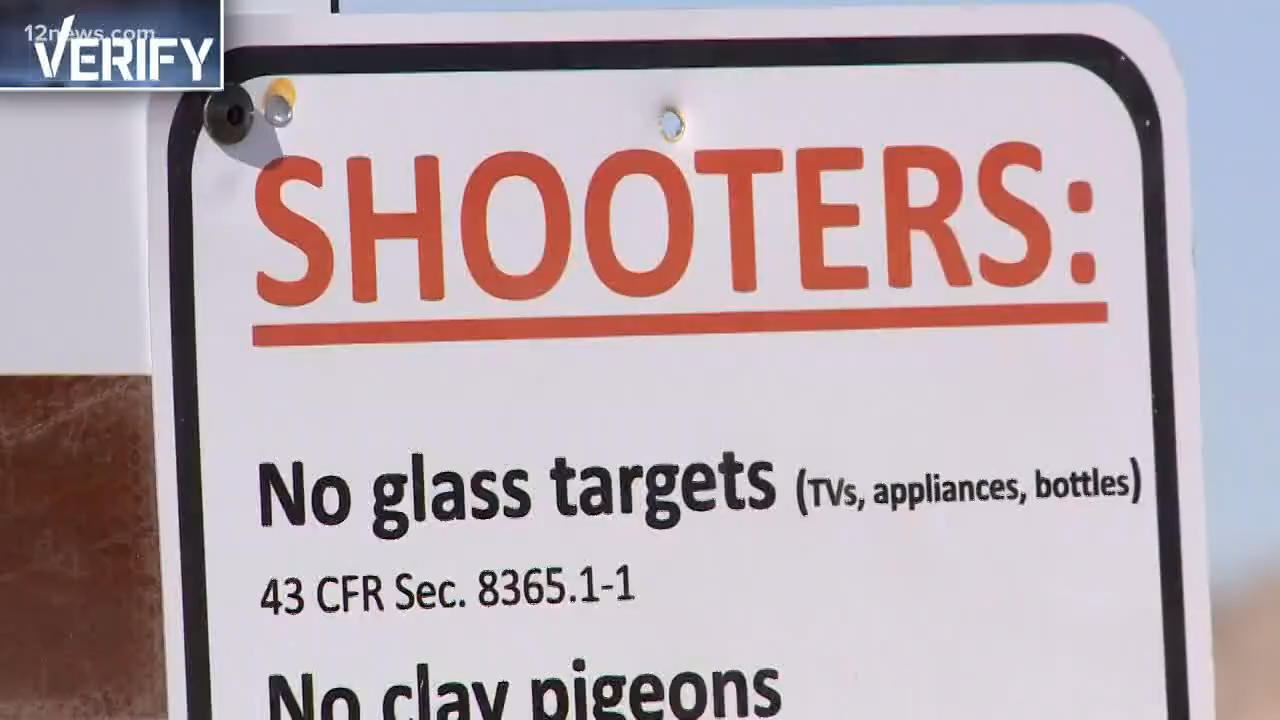 12news.com
VERIFY
SHOOTERS:
No glass targets (TVs, appliances, bottles)
43 CFR Sec. 8365.1-1
No clay pigeons